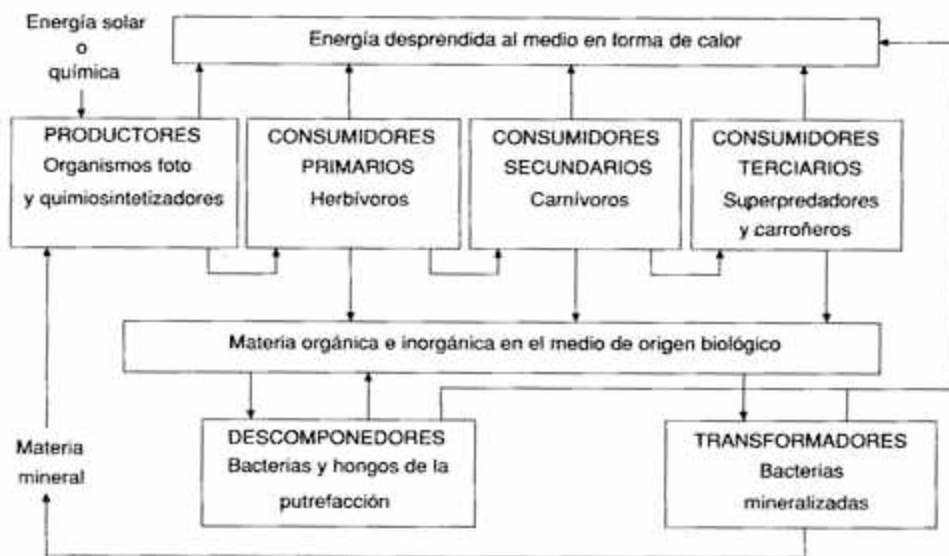 Energía solar
o
química
Energía desprendida al medio en forma de calor
PRODUCTORES
Organismos foto
y quimiosintetizadores
CONSUMIDORES
PRIMARIOS
Herbívoros
CONSUMIDORES
SECUNDARIOS
Carnívoros
CONSUMIDORES
TERCIARIOS
Superpredadores
y carroñeros
Materia orgánica e inorgánica en el medio de origen biológico
Materia
mineral
DESCOMPONEDORES
Bacterias y hongos de la
putrefacción
TRANSFORMADORES
Bacterias
mineralizadas